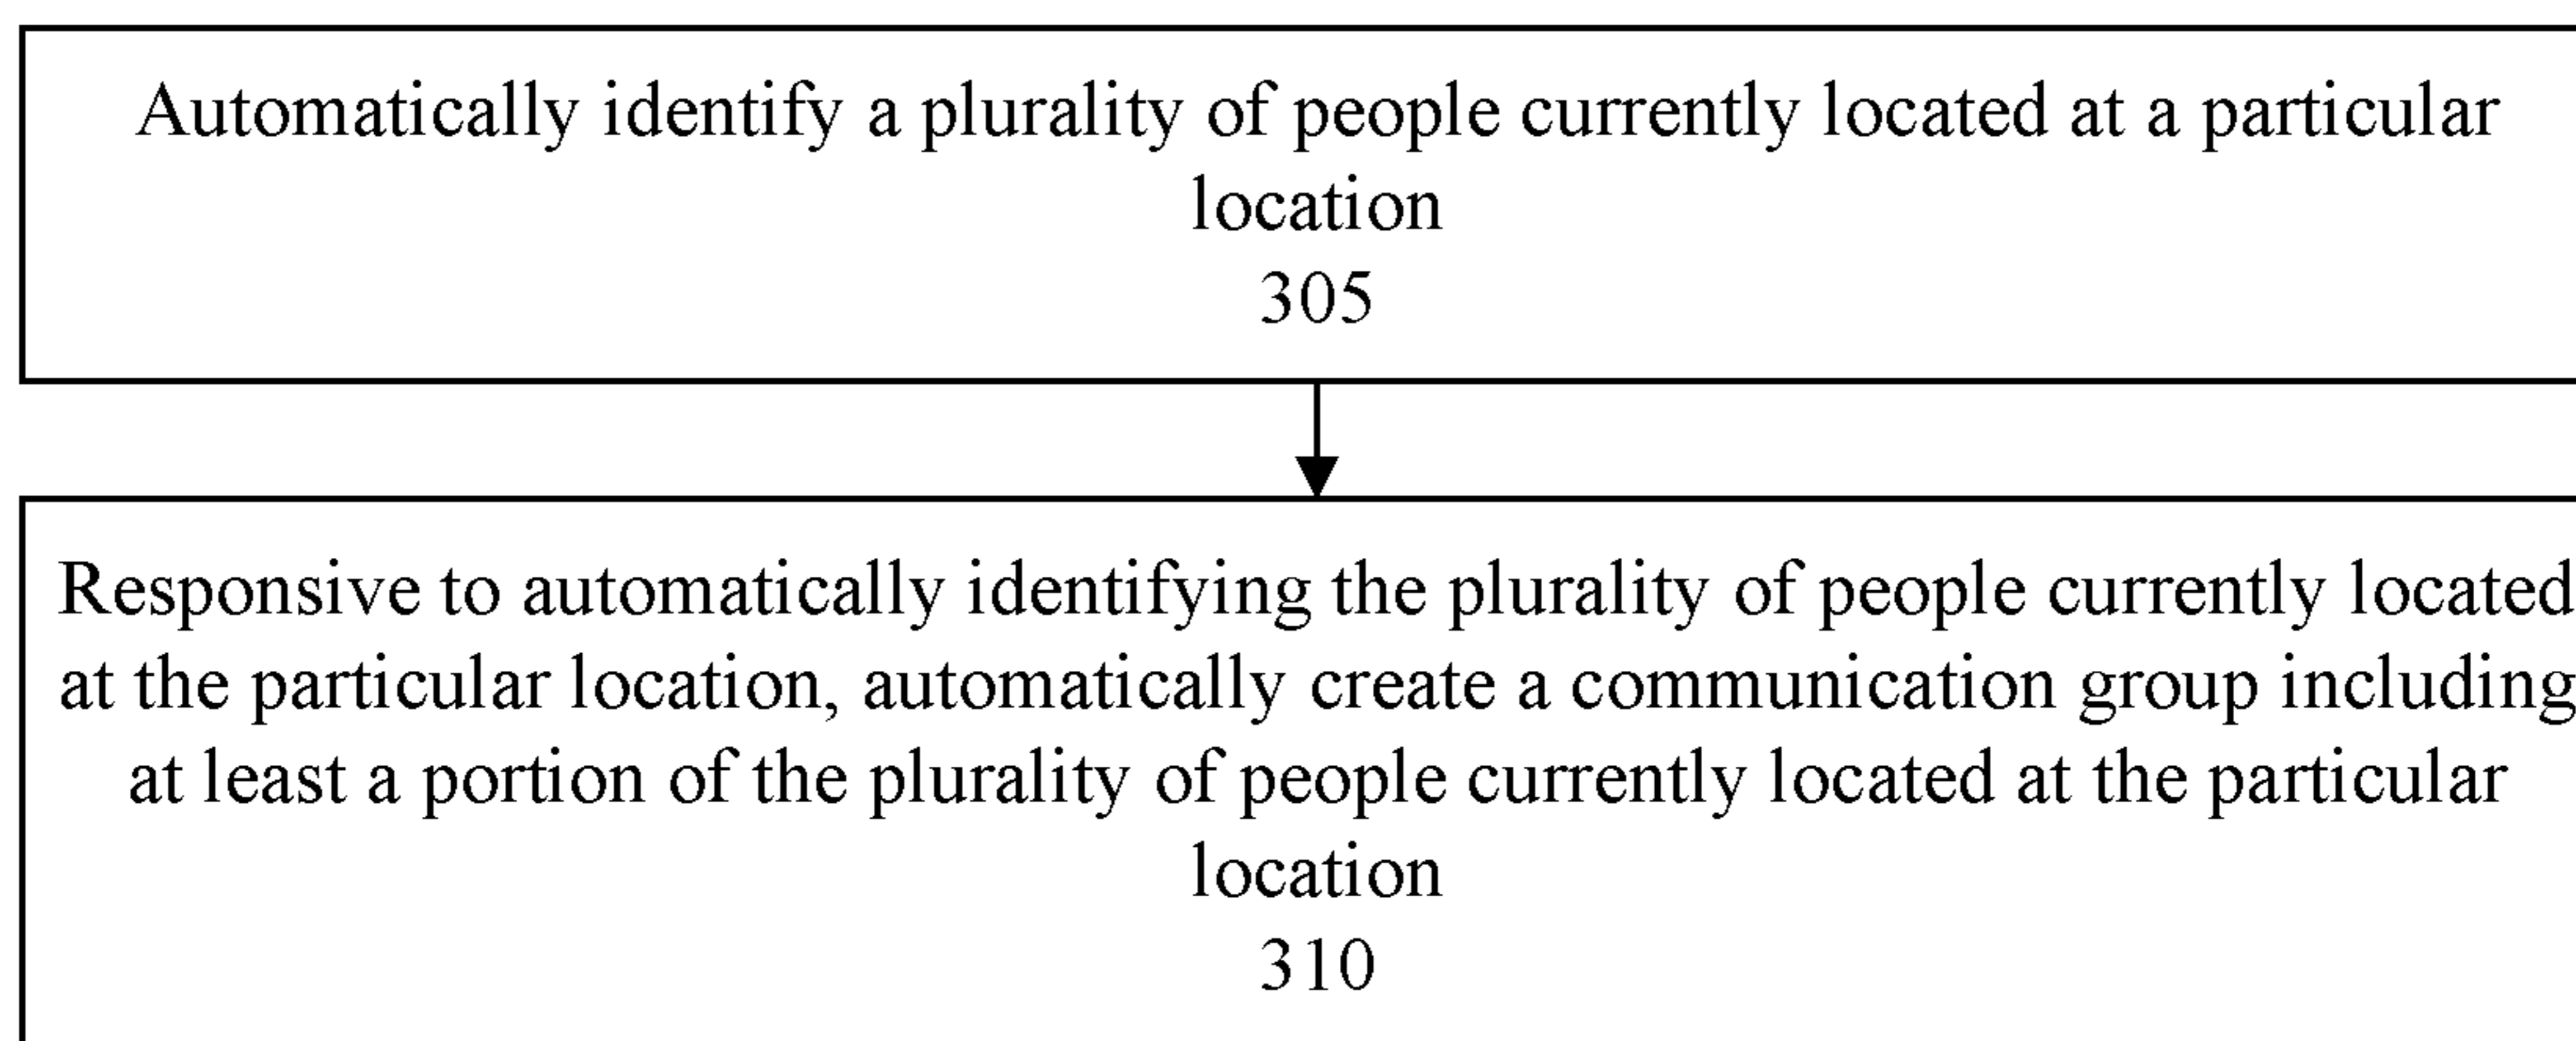 Automatically identify a plurality of people currently located at a particular
location
305
Responsive to automatically identifying the plurality of people currently located
at the particular location, automatically create a communication group including
at least a portion of the plurality of people currently located at the particular
location
310